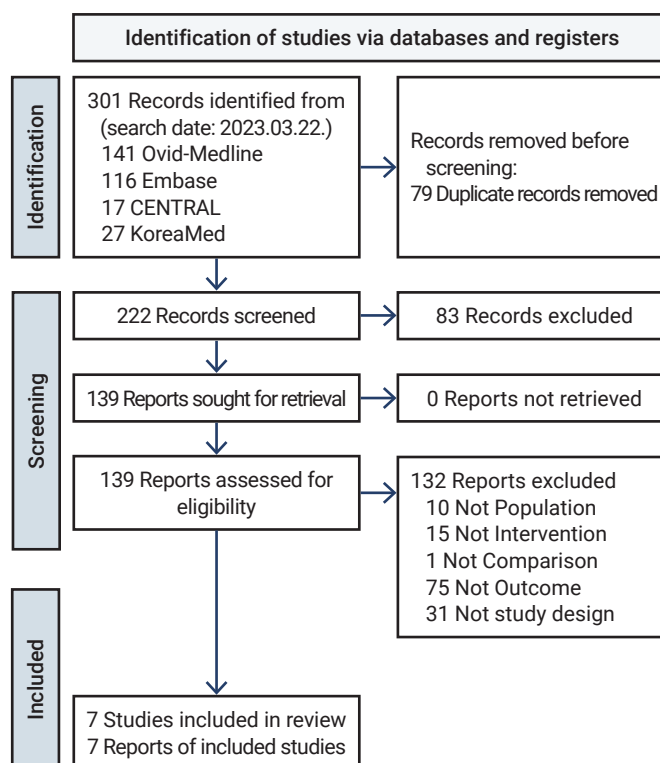 Identification of studies via databases and registers
Identification
301 Records identified from
(search date: 2023.03.22.)
141 Ovid-Medline
116 Embase
17 CENTRAL
27 KoreaMed
Records removed before
screening:
79 Duplicate records removed
Screening
222 Records screened
83 Records excluded
139 Reports sought for retrieval
0 Reports not retrieved
139 Reports assessed for
eligibility
132 Reports excluded
10 Not Population
15 Not Intervention
1 Not Comparison
75 Not Outcome
31 Not study design
Included
7 Studies included in review
7 Reports of included studies